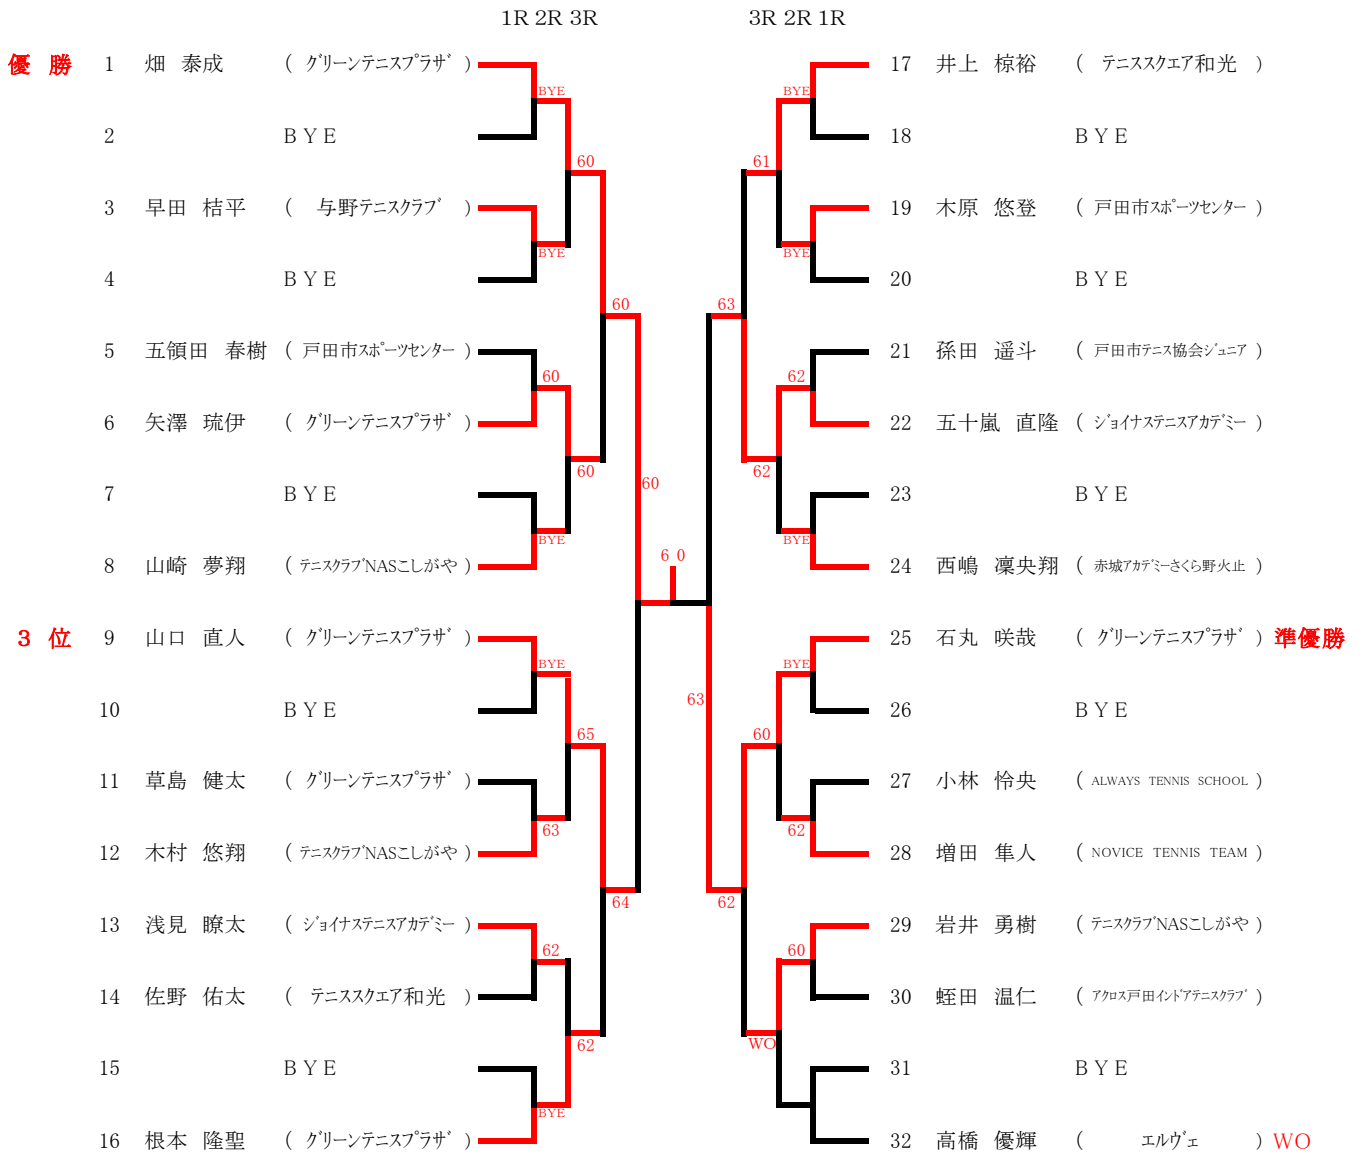 1R 2R 3R 3R 2R 1R
優 勝 1 畑 泰成 ( グリーンテニスプラザ ) 17 井上 椋裕 ( テニススクエア和光 )
BYE BYE
2 BYE 18 BYE
60 61
3 早田 桔平 ( 与野テニスクラブ ) 19 木原 悠登 ( 戸田市スポーツセンター )
BYE BYE
4 BYE 20 BYE
60 63
5 五領田 春樹 ( 戸田市スポーツセンター ) 21 孫田 遥斗 ( 戸田市テニス協会ジュニア )
60 62
6 矢澤 琉伊 ( グリーンテニスプラザ ) 22 五十嵐 直隆 ( ジョイナステニスアカデミー )
60 62
60
7 BYE 23 BYE
BYE BYE
60
8 山崎 夢翔 ( テニスクラブNASこしがや ) 24 西嶋 凜央翔 ( 赤城アカデミーさくら野火止 )
3 位 9 山口 直人 ( グリーンテニスプラザ ) 25 石丸 咲哉 ( グリーンテニスプラザ ) 準優勝
BYE BYE
63
10 BYE 26 BYE
65 60
11 草島 健太 ( グリーンテニスプラザ ) 27 小林 怜央 ( ALWAYS TENNIS SCHOOL )
63 62
12 木村 悠翔 ( テニスクラブNASこしがや ) 28 増田 隼人 ( NOVICE TENNIS TEAM )
64 62
13 浅見 瞭太 ( ジョイナステニスアカデミー ) 29 岩井 勇樹 ( テニスクラブNASこしがや )
62 60
14 佐野 佑太 ( テニススクエア和光 ) 30 蛭田 温仁 ( アクロス戸田インドアテニスクラブ )
62 WO
15 BYE 31 BYE
BYE
16 根本 隆聖 ( グリーンテニスプラザ ) 32 高橋 優輝 ( エルヴェ ) WO